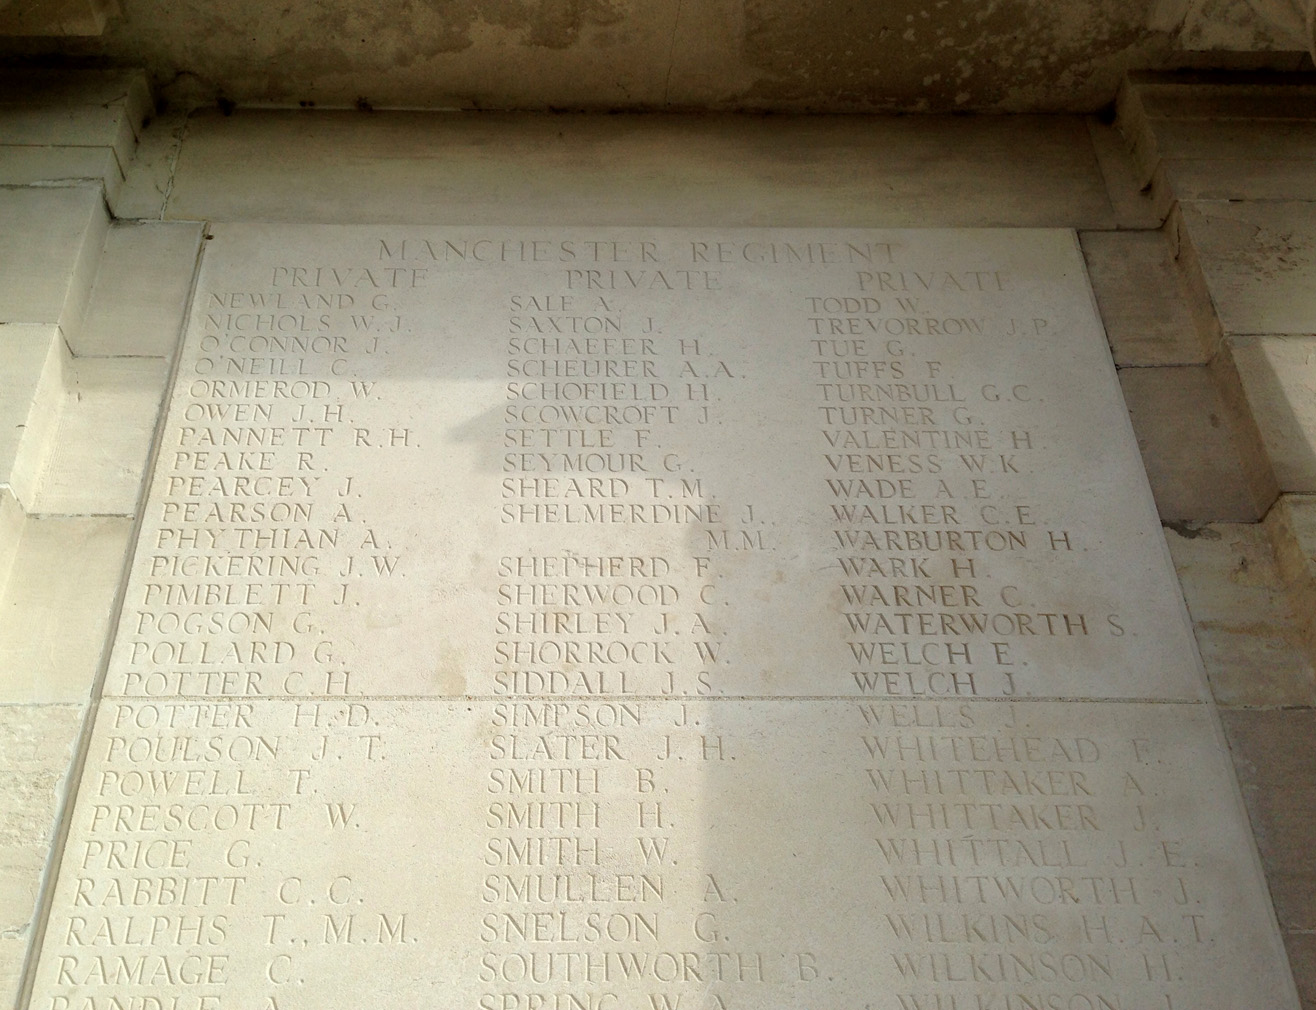 MANCHESTER REGIMENT
PRIVATE
NEWLAND G.
NICHOLS W.J.
O'CONNOR J.
O'NEILL C.
ORMEROD W.
OWEN J.H.
PANNETT R.H.
PEAKE R.
PEARCEY J.
PEARSON A.
PHYTHIAN A.
PICKERING J.W.
PIMBLETT J.
POGSON G.
POLLARD G.
POTTER C.H.
POTTER H.D.
POULSON J.T.
POWELL T.
PRESCOTT W.
PRICE G.
RABBITT C.C.
RALPHS T., M.M.
RAMAGE C.
RANDLE A.
PRIVATE
SALE A.
SAXTON J.
SCHAEFER H.
SCHEURER A.A.
SCHOFIELD H.
SCOWCROFT J.
SETTLE F.
SEYMOUR G.
SHEARD T.M.
SHELMERDINE J.,
M.M.
SHEPHERD F.
SHERWOOD C.
SHIRLEY J.A.
SHORROCK W.
SIDDALL J.S.
SIMPSON J.
SLATER J.H.
SMITH B.
SMITH H.
SMITH W.
SMULLEN A.
SNELSON G.
SOUTHWORTH B.
SPRING W.A.
PRIVATE
TODD W.
TREVORROW J.P.
TUE G.
TUFFS F.
TURNBULL G.C.
TURNER G.
VALENTINE H.
VENESS W.K.
WADE A.E.
WALKER C.E.
WARBURTON H.
WARK H.
WARNER C.
WATERWORTH S.
WELCH E.
WELCH J.
WELLS J.
WHITEHEAD F.
WHITTAKER A.
WHITTAKER J.
WHITTALL J.E.
WHITWORTH J.
WILKINS H.A.T.
WILKINSON H.
WILKINSON J.